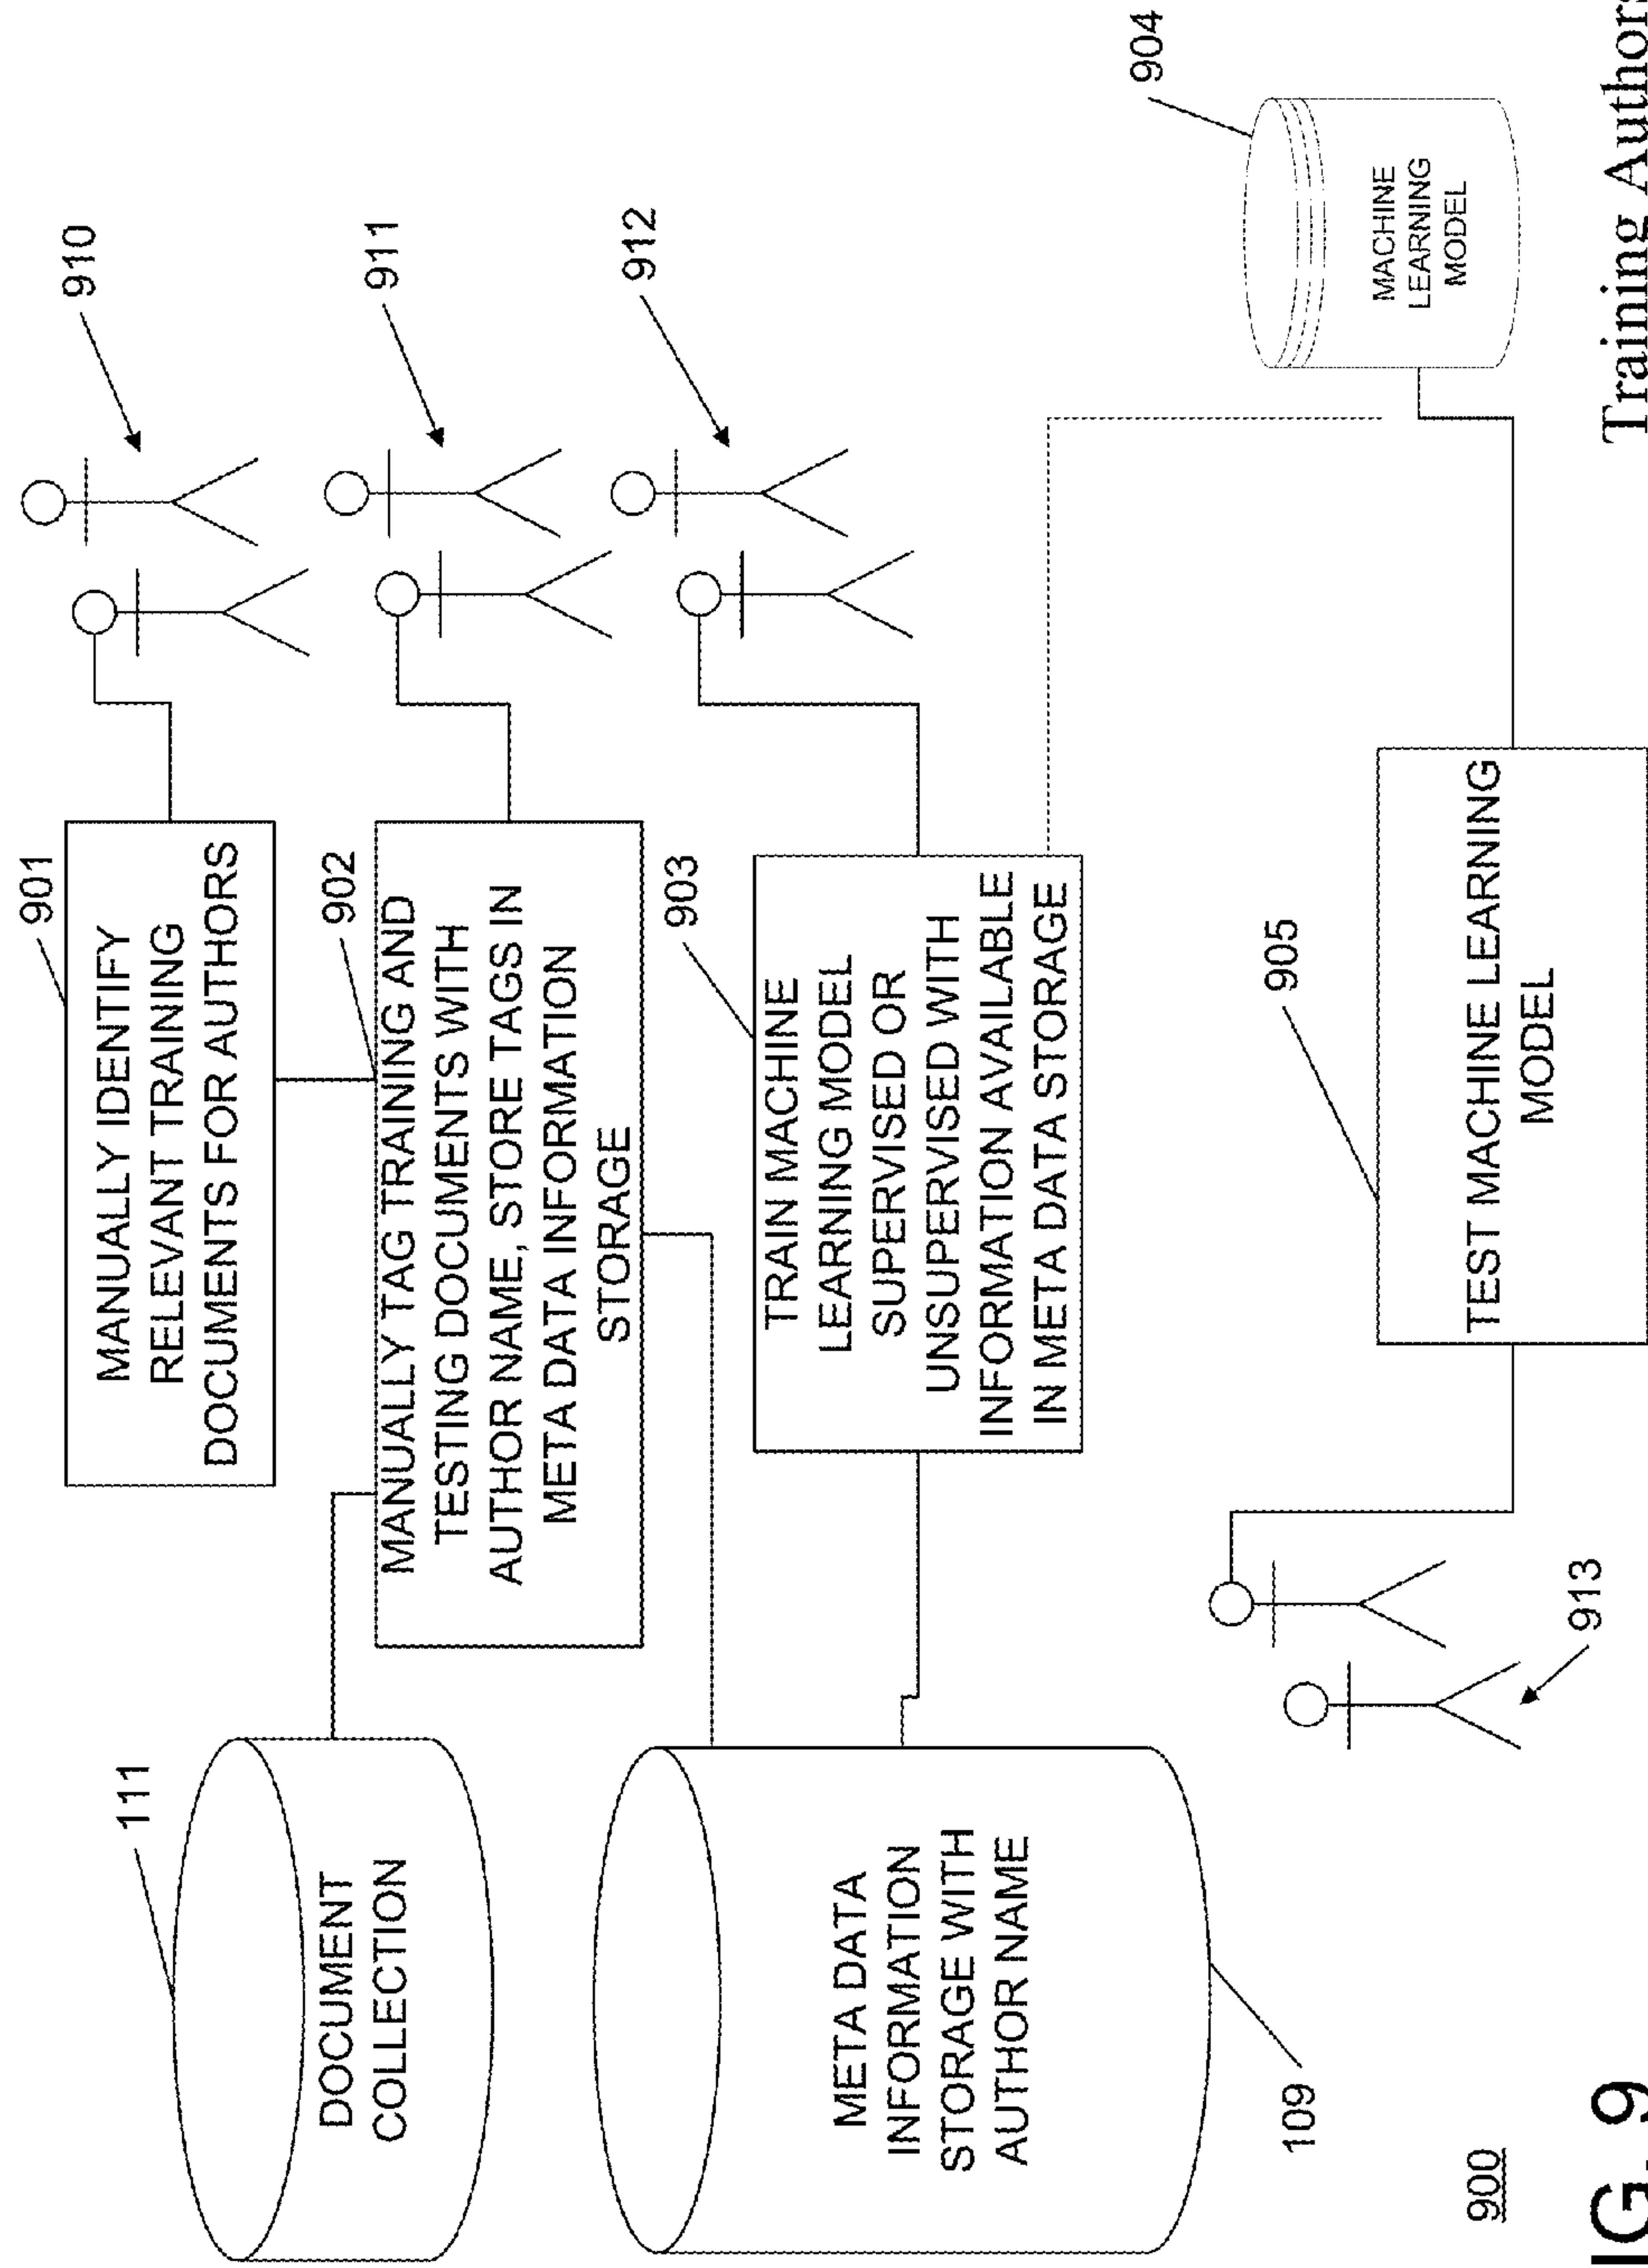 901
MANUALLY IDENTIFY
RELEVANT TRAINING
DOCUMENTS FOR AUTHORS
910
111
DOCUMENT
COLLECTION
902
MANUALLY TAG TRAINING AND
TESTING DOCUMENTS WITH
AUTHOR NAME, STORE TAGS IN
META DATA INFORMATION
STORAGE
911
META DATA
INFORMATION
STORAGE WITH
AUTHOR NAME
109
903
TRAIN MACHINE
LEARNING MODEL
SUPERVISED OR
UNSUPERVISED WITH
INFORMATION AVAILABLE
IN META DATA STORAGE
912
904
MACHINE
LEARNING
MODEL
913
905
TEST MACHINE LEARNING
MODEL
900
IG. 9
Training Authors